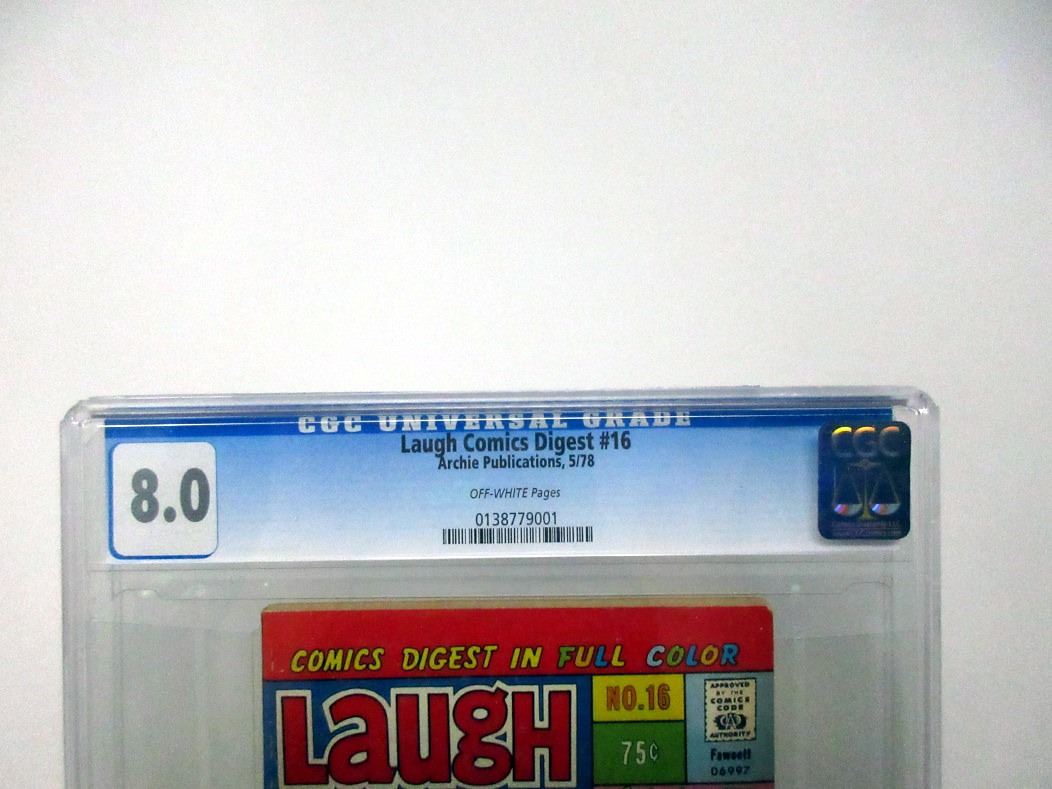 CGC UNIVERSAL GRADE
Laugh Comics Digest #16
Archie Publications, 5/78
8.0
OFF-WHITE Pages
0138779001
CGC
COMICS DIGEST IN FULL COLOR
LAUGH
NO.16
75¢
APPROVED
BY THE
COMICS
CODE
CA
AUTHORITY
Fawcett
06997